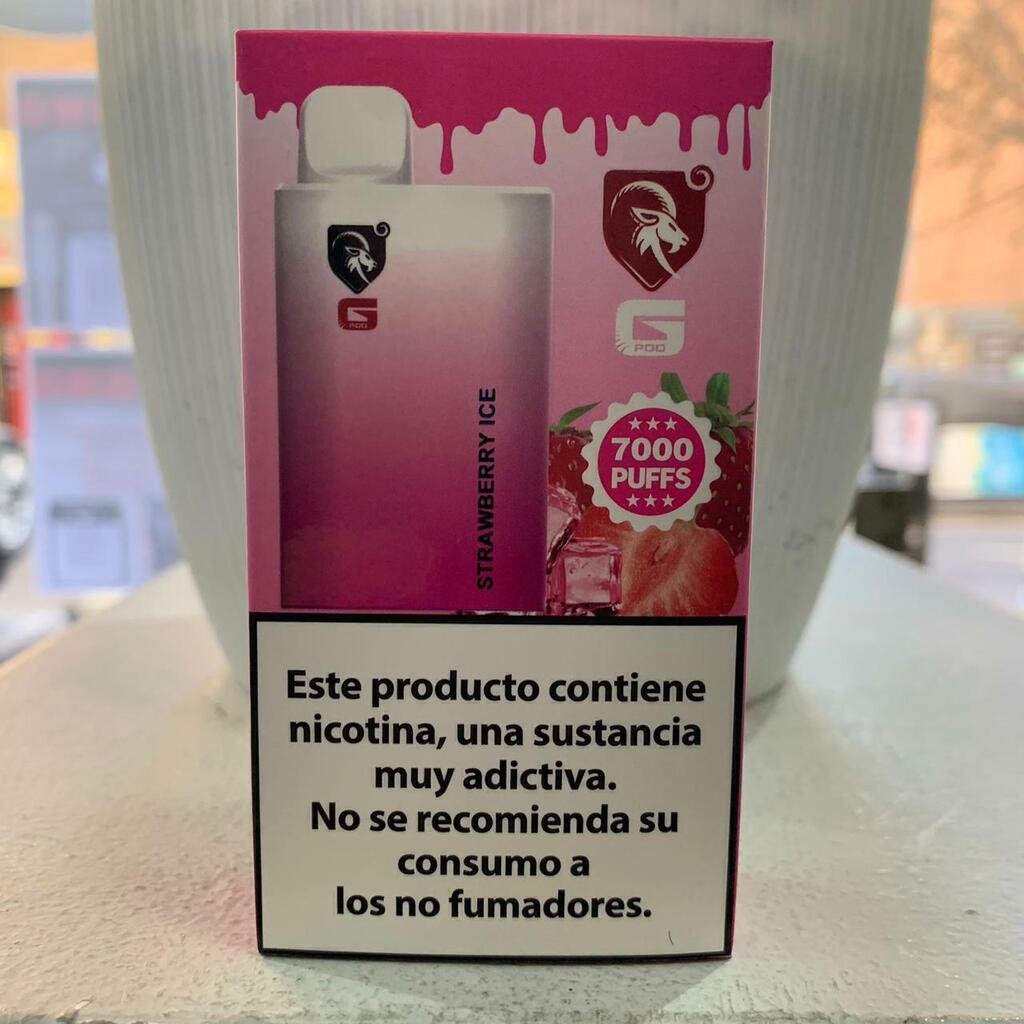 G
POD
G
POD
STRAWBERRY ICE
7000
PUFFS
Este producto contiene
nicotina, una sustancia
muy adictiva.
No se recomienda su
consumo a
los no fumadores.